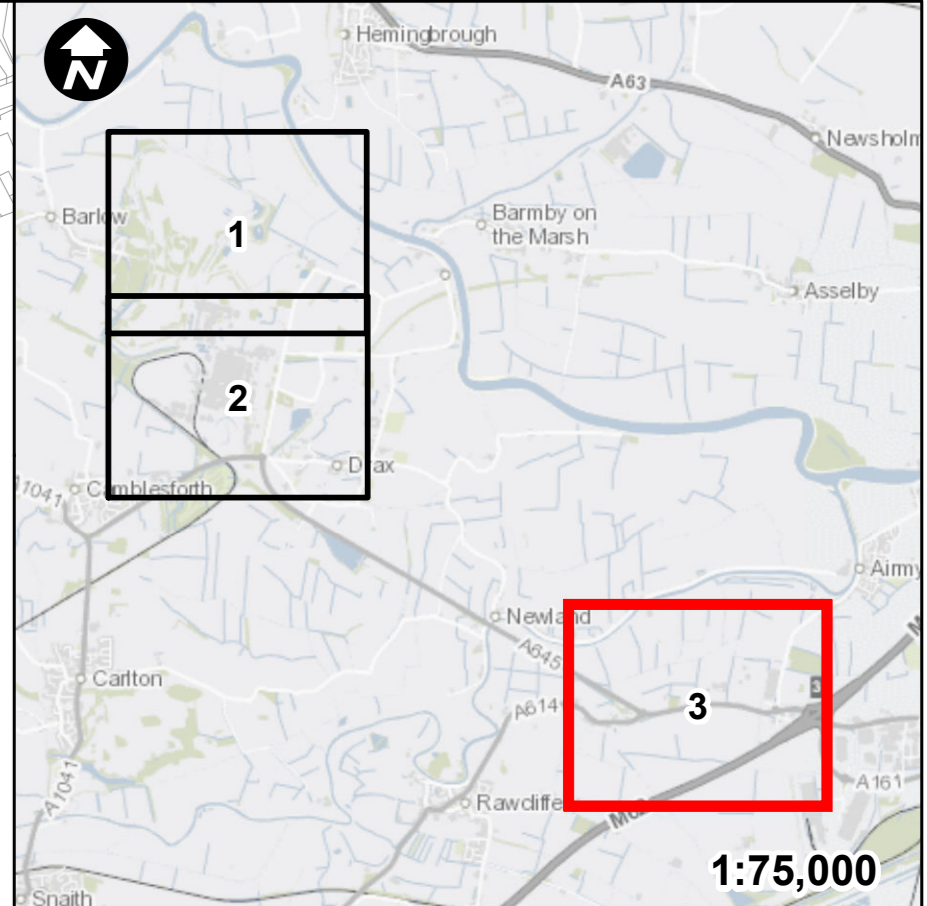 N
Hemingbrough
A63
Newsholm
Barlow
1
Barmby on
the Marsh
Asselby
2
Drax
A1041
Camblesforth
Airmy
Newland
A645
Carlton
3
A614
A161
Rawcliffe
A1041
1:75,000
Snaith